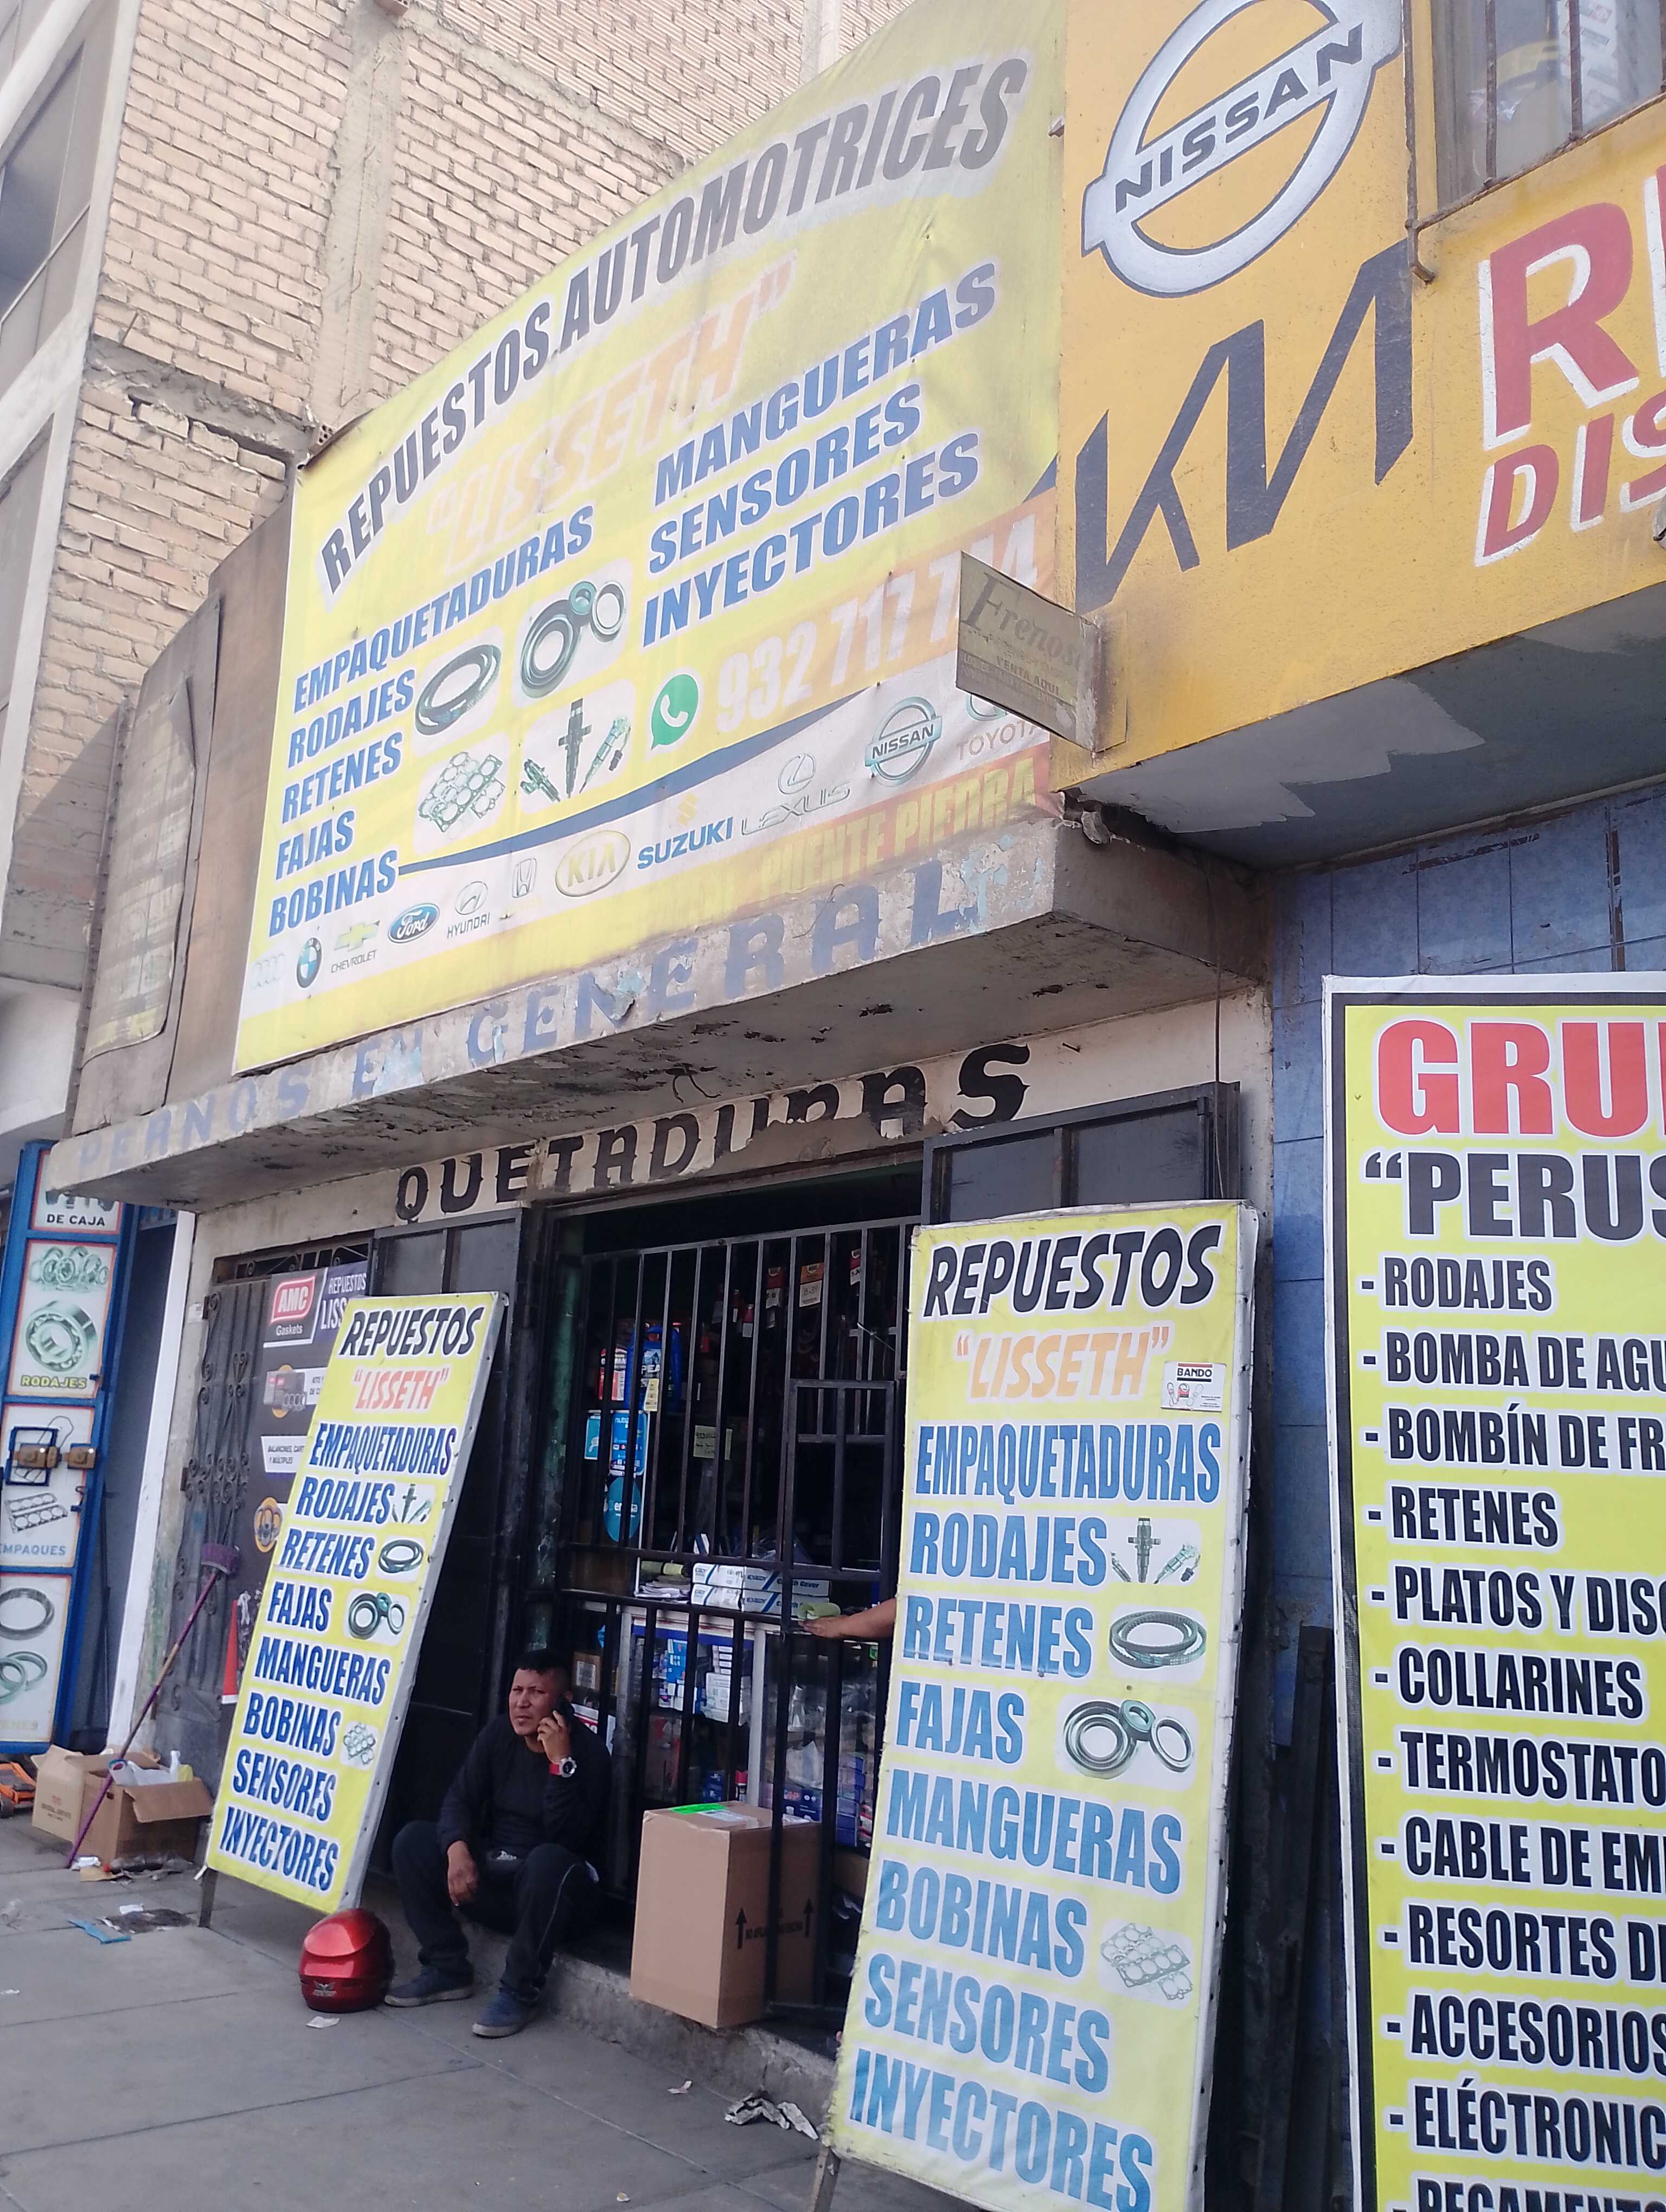 REPUESTOS AUTOMOTRICES
"LISSETH"
EMPAQUETADURAS
RODAJES
RETENES
FAJAS
BOBINAS
MANGUERAS
SENSORES
INYECTORES
932 717
BMW
CHEVROLET
Ford
HYUNDAI
KIA
SUZUKI
LEXUS
NISSAN
TOYOTA
PUENTE PIEDRA
NISSAN
KM
DIS
Frenos
VENTA AQUI
PERNOS EN GENERAL
QUETADURAS
DE CAJA
RODAJES
EMPAQUES
AMC
Gaskets
REPUESTOS
LISS
REPUESTOS
"LISSETH"
EMPAQUETADURAS
RODAJES
RETENES
FAJAS
MANGUERAS
BOBINAS
SENSORES
INYECTORES
REPUESTOS
"LISSETH"
BANDO
EMPAQUETADURAS
RODAJES
RETENES
FAJAS
MANGUERAS
BOBINAS
SENSORES
INYECTORES
GRU
"PERUS
- RODAJES
- BOMBA DE AGU
- BOMBÍN DE FR
- RETENES
- PLATOS Y DISC
- COLLARINES
- TERMOSTATO
- CABLE DE EM
- RESORTES D
- ACCESORIOS
- ELÉCTRONIC